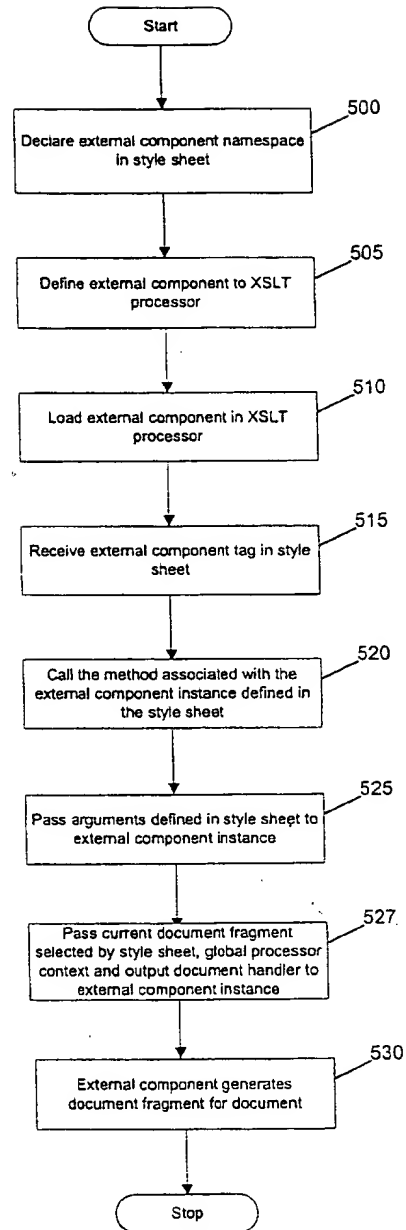 Start
500
Declare external component namespace
in style sheet
505
Define external component to XSLT
processor
510
Load external component in XSLT
processor
515
Receive external component tag in style
sheet
520
Call the method associated with the
external component instance defined in
the style sheet
525
Pass arguments defined in style sheet to
external component instance
527
Pass current document fragment
selected by style sheet, global processor
context and output document handler to
external component instance
530
External component generates
document fragment for document
Stop